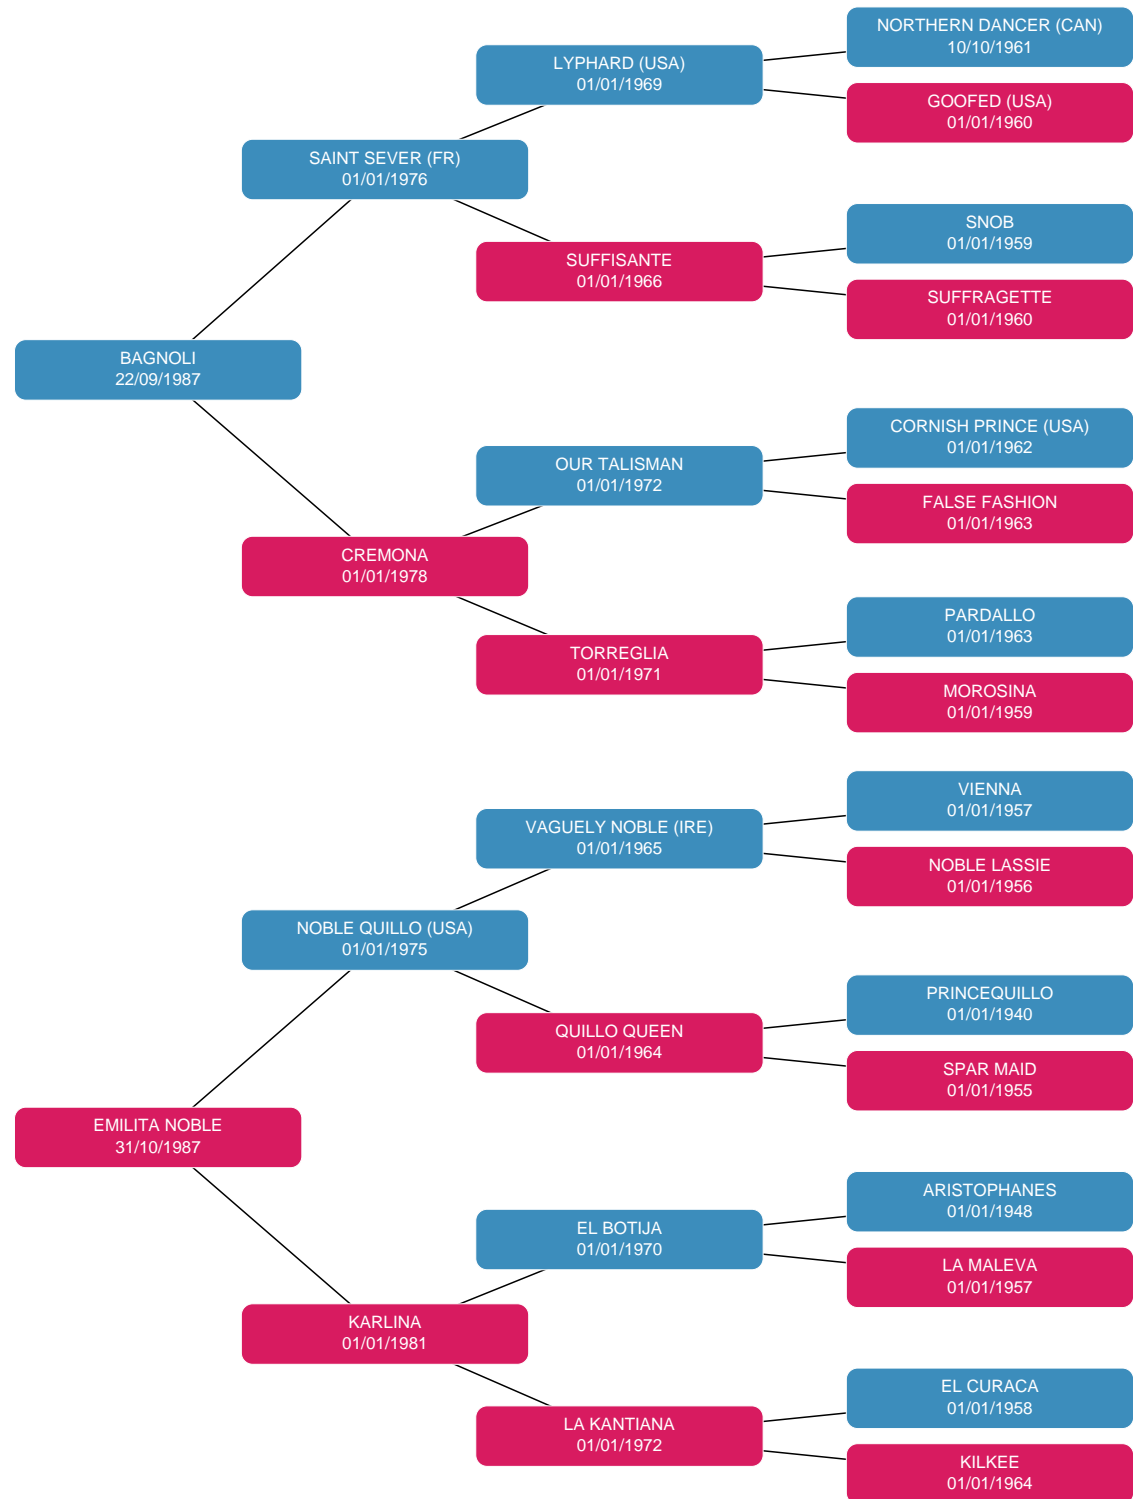 NORTHERN DANCER (CAN)
10/10/1961
LYPHARD (USA)
01/01/1969
GOOFED (USA)
01/01/1960
SAINT SEVER (FR)
01/01/1976
SNOB
01/01/1959
SUFFISANTE
01/01/1966
SUFFRAGETTE
01/01/1960
BAGNOLI
22/09/1987
CORNISH PRINCE (USA)
01/01/1962
OUR TALISMAN
01/01/1972
FALSE FASHION
01/01/1963
CREMONA
01/01/1978
PARDALLO
01/01/1963
TORREGLIA
01/01/1971
MOROSINA
01/01/1959
VIENNA
01/01/1957
VAGUELY NOBLE (IRE)
01/01/1965
NOBLE LASSIE
01/01/1956
NOBLE QUILLO (USA)
01/01/1975
PRINCEQUILLO
01/01/1940
QUILLO QUEEN
01/01/1964
SPAR MAID
01/01/1955
EMILITA NOBLE
31/10/1987
ARISTOPHANES
01/01/1948
EL BOTIJA
01/01/1970
LA MALEVA
01/01/1957
KARLINA
01/01/1981
EL CURACA
01/01/1958
LA KANTIANA
01/01/1972
KILKEE
01/01/1964